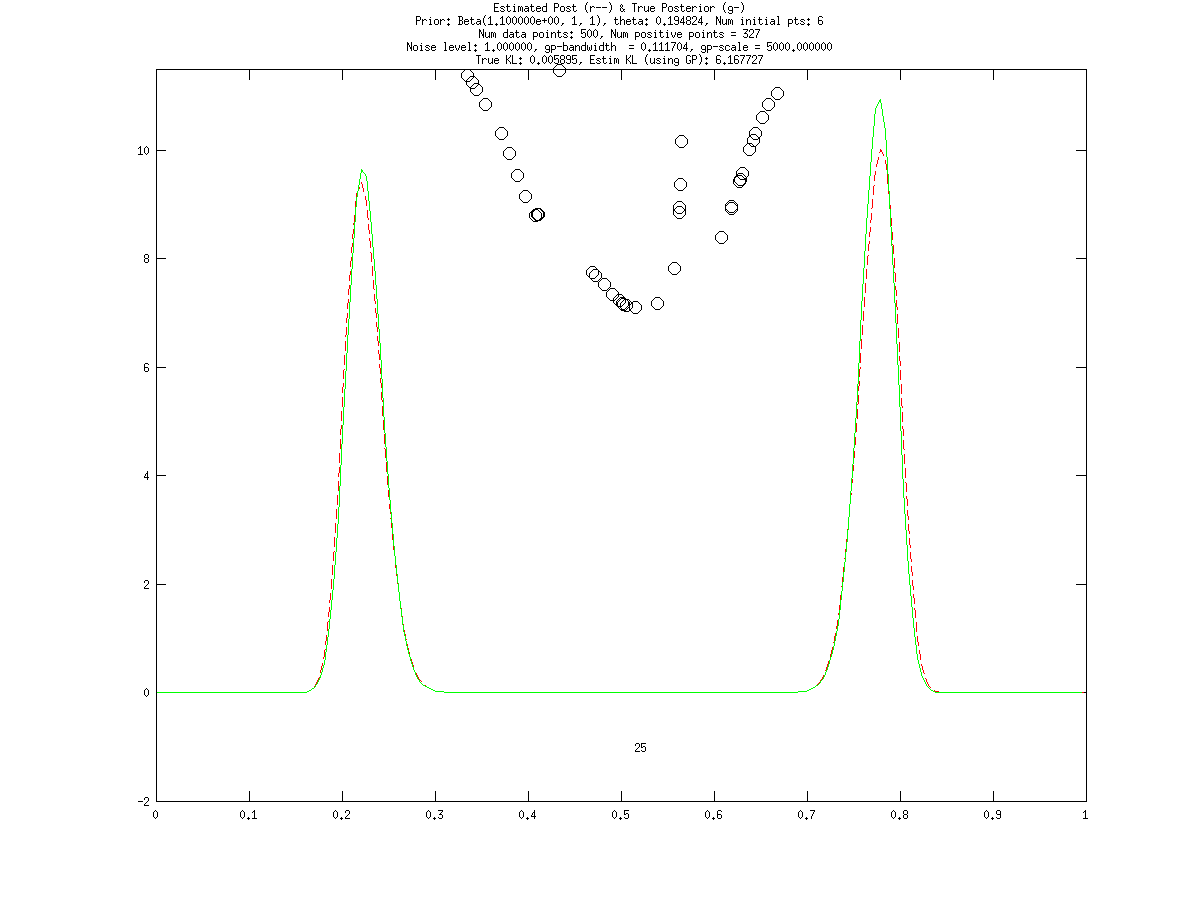 Estimated Post (r--) & True Posterior (g-)
Prior: Beta(1.100000e+00, 1, 1), theta: 0.194824, Num initial pts: 6
Num data points: 500, Num positive points = 327
Noise level: 1.000000, gp-bandwidth  = 0.111704, gp-scale = 5000.000000
True KL: 0.005895, Estim KL (using GP): 6.167727
10
8
6
4
2
0
25
-2
0 0.1 0.2 0.3 0.4 0.5 0.6 0.7 0.8 0.9 1